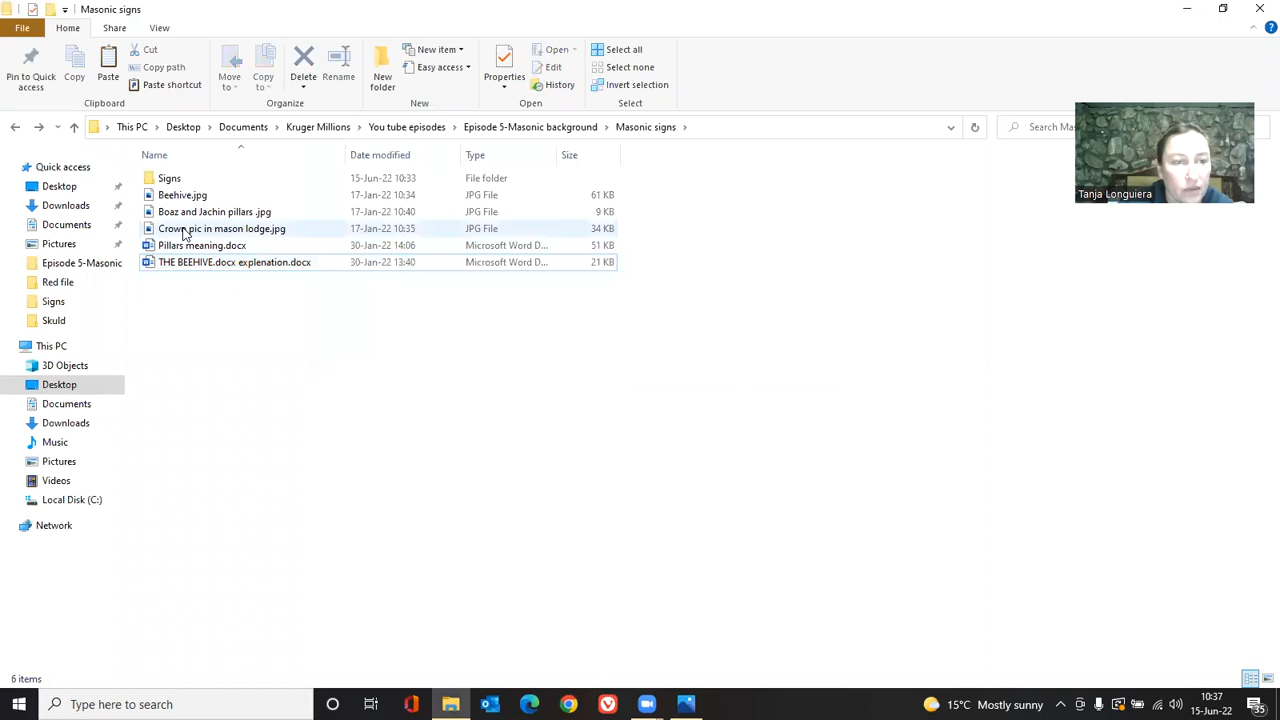 Masonic signs
File Home Share View
Pin to Quick access
Copy
Paste
Cut
Copy path
Paste shortcut
Clipboard
Move to
Copy to
Delete
Rename
Organize
New folder
New item
Easy access
New
Properties
Open
Edit
History
Open
Select all
Select none
Invert selection
Select
This PC > Desktop > Documents > Kruger Millions > You tube episodes > Episode 5-Masonic background > Masonic signs >
Name Date modified Type Size
Signs 15-Jun-22 10:33 File folder
Beehive.jpg 17-Jan-22 10:34 JPG File 61 KB
Boaz and Jachin pillars .jpg 17-Jan-22 10:40 JPG File 9 KB
Crown pic in mason lodge.jpg 17-Jan-22 10:35 JPG File 34 KB
Pillars meaning.docx 30-Jan-22 14:06 Microsoft Word D... 51 KB
THE BEEHIVE.docx explenation.docx 30-Jan-22 13:40 Microsoft Word D... 21 KB
Quick access
Desktop
Downloads
Documents
Pictures
Episode 5-Masonic
Red file
Signs
Skuld
This PC
3D Objects
Desktop
Documents
Downloads
Music
Pictures
Videos
Local Disk (C:)
Network
Search
Tanja Longuiera
6 items
Type here to search
15°C Mostly sunny
10:37
15-Jun-22
35